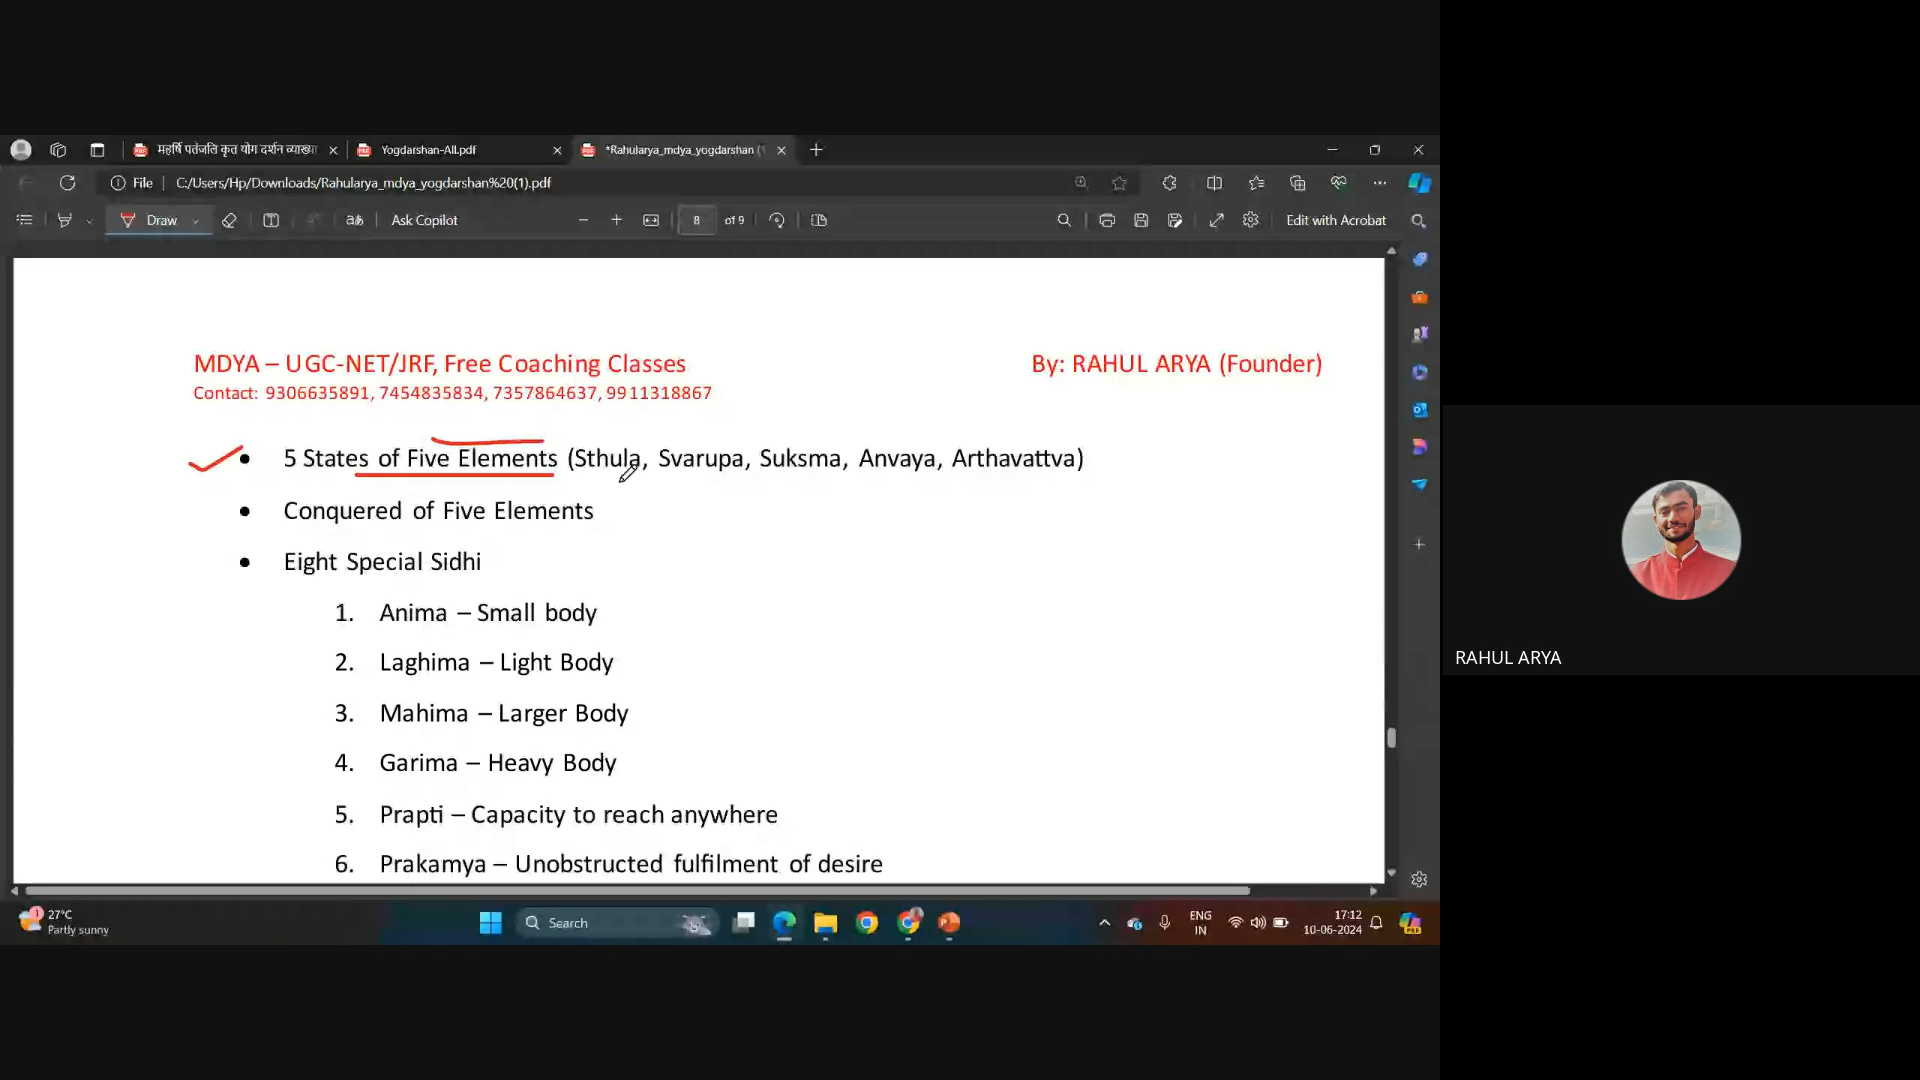 महर्षि पतंजलि कृत योग दर्शन व्याख्या
Yogdarshan-All.pdf
*Rahularya_mdya_yogdarshan (
File
C:/Users/Hp/Downloads/Rahularya_mdya_yogdarshan%20(1).pdf
Draw
aあ
Ask Copilot
8 of 9
Edit with Acrobat
MDYA – UGC-NET/JRF, Free Coaching Classes
By: RAHUL ARYA (Founder)
Contact: 9306635891, 7454835834, 7357864637, 9911318867
• 5 States of Five Elements (Sthula, Svarupa, Suksma, Anvaya, Arthavattva)
• Conquered of Five Elements
• Eight Special Sidhi
1. Anima – Small body
2. Laghima – Light Body
3. Mahima – Larger Body
4. Garima – Heavy Body
5. Prapti – Capacity to reach anywhere
6. Prakamya – Unobstructed fulfilment of desire
RAHUL ARYA
1
27°C
Partly sunny
Search
ENG
IN
17:12
10-06-2024